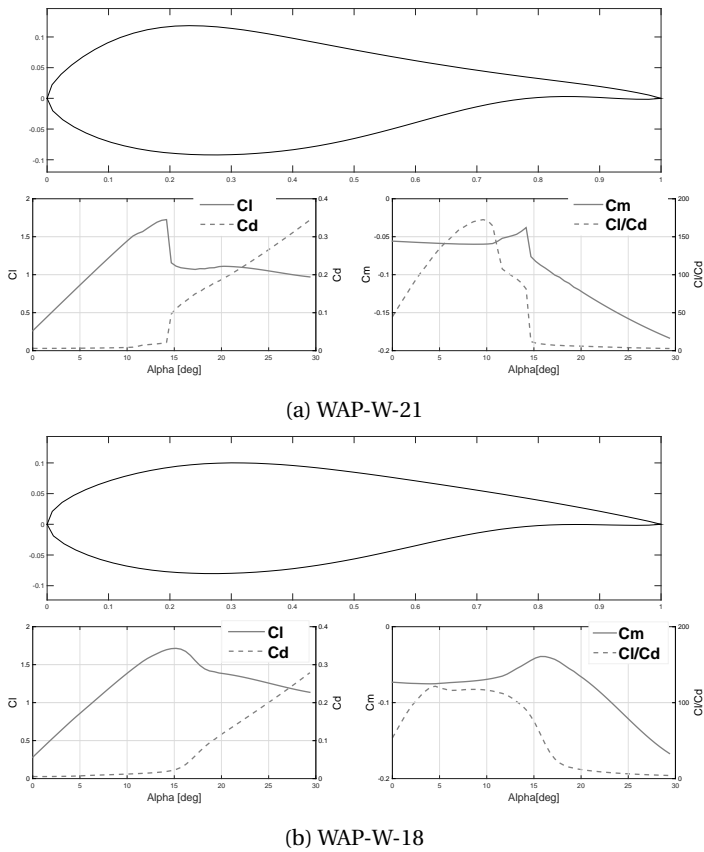 0.1
0.05
0
-0.05
-0.1
0 0.1 0.2 0.3 0.4 0.5 0.6 0.7 0.8 0.9 1
2 0.4 0 200
Cl Cm
Cd Cl/Cd
1.5 0.3 -0.05 150
Cl 1 0.2 Cd Cm -0.1 100 Cl/Cd
0.5 0.1 -0.15 50
0 0 -0.2 0
0 5 10 15 20 25 30 0 5 10 15 20 25 30
Alpha [deg] Alpha[deg]
(a) WAP-W-21
0.1
0.05
0
-0.05
-0.1
0 0.1 0.2 0.3 0.4 0.5 0.6 0.7 0.8 0.9 1
2 0.4 0 200
Cl Cm
Cd Cl/Cd
1.5 0.3
Cl 1 0.2 Cd Cm -0.1 100 Cl/Cd
0.5 0.1
0 0 -0.2 0
0 5 10 15 20 25 30 0 5 10 15 20 25 30
Alpha [deg] Alpha[deg]
(b) WAP-W-18